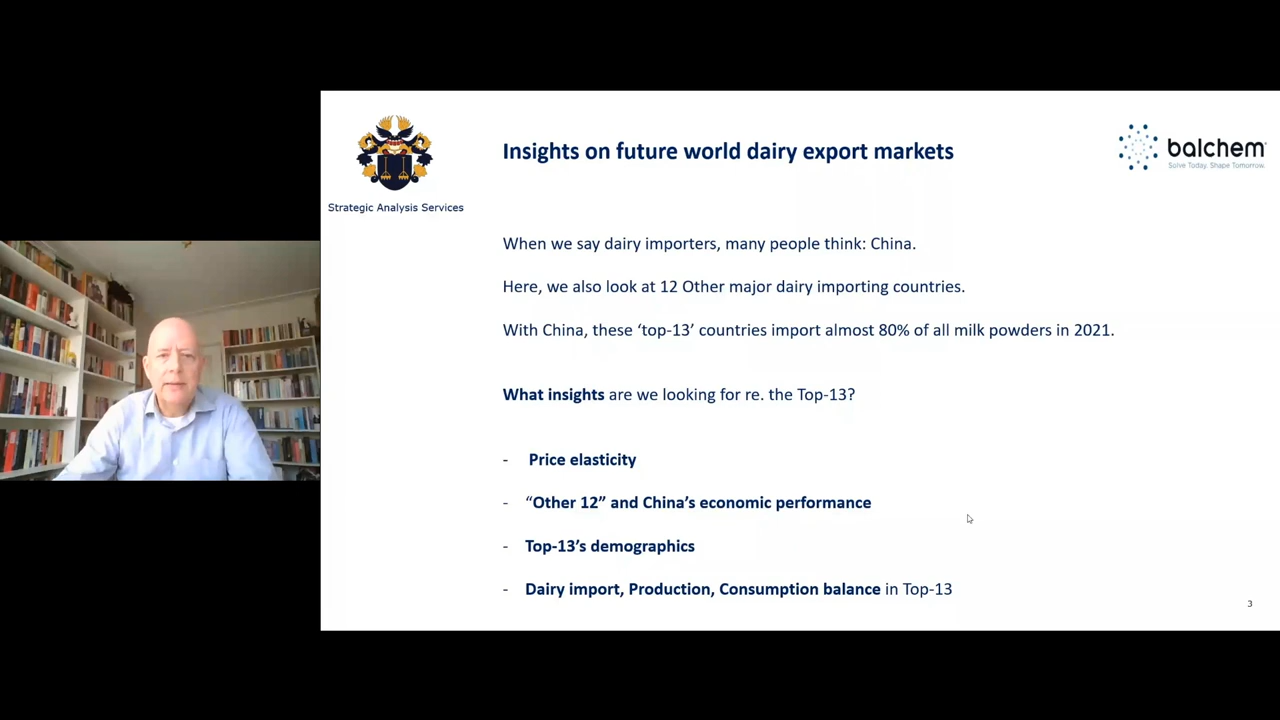 Insights on future world dairy export markets
balchem
Solve Today. Shape Tomorrow.
Strategic Analysis Services
When we say dairy importers, many people think: China.
Here, we also look at 12 Other major dairy importing countries.
With China, these ‘top-13’ countries import almost 80% of all milk powders in 2021.
What insights are we looking for re. the Top-13?
- Price elasticity
- “Other 12” and China’s economic performance
- Top-13’s demographics
- Dairy import, Production, Consumption balance in Top-13
3